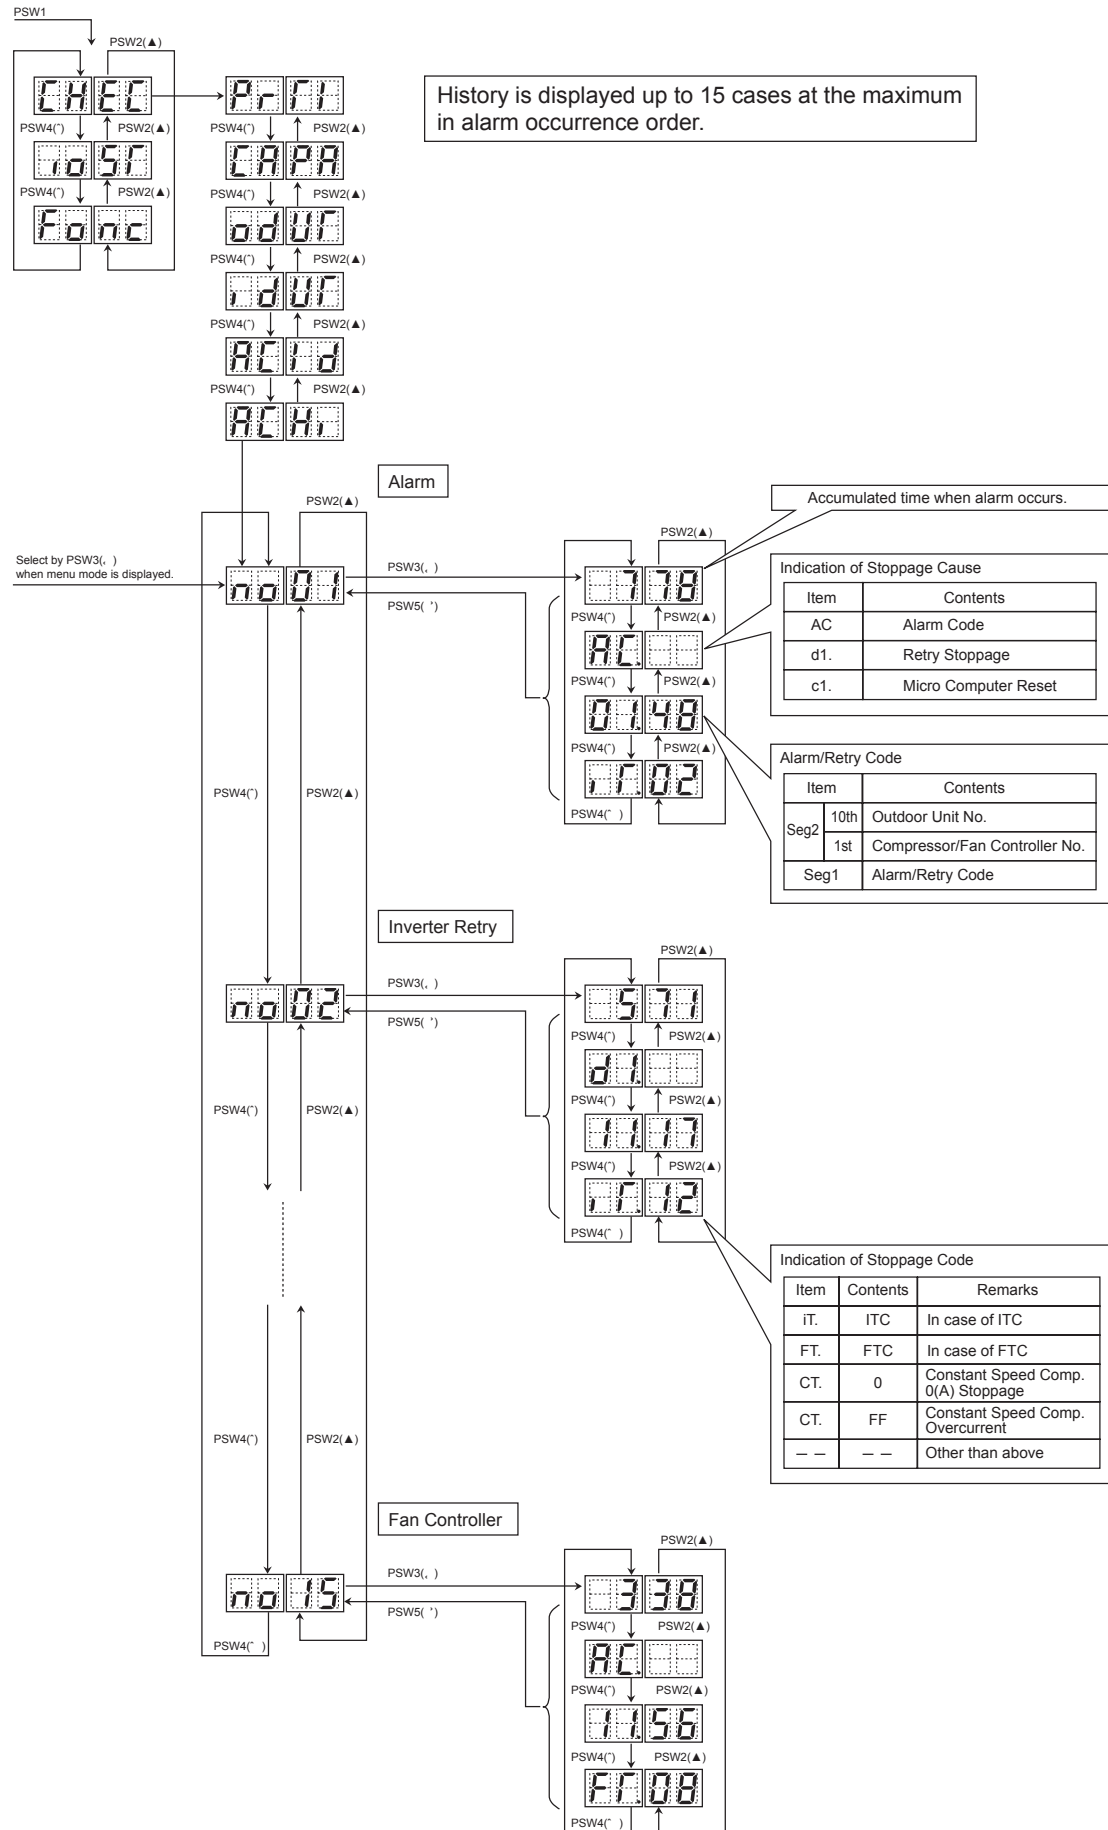 PSW1
PSW2(▲)
CHEC
PSW4(ˇ) PSW2(▲)
ioST
PSW4(ˇ) PSW2(▲)
Fonc
PrTI
PSW4(ˇ) PSW2(▲)
CAPA
PSW4(ˇ) PSW2(▲)
odUT
PSW4(ˇ) PSW2(▲)
idUT
PSW4(ˇ) PSW2(▲)
ACId
PSW4(ˇ) PSW2(▲)
ACHi
History is displayed up to 15 cases at the maximum
in alarm occurrence order.
Alarm
PSW2(▲)
Select by PSW3(‹ )
when menu mode is displayed.
no 01
PSW3(‹ )
PSW5( ›)
PSW2(▲)
778
PSW4(ˇ) PSW2(▲)
AC.
PSW4(ˇ) PSW2(▲)
01.48
PSW4(ˇ) PSW2(▲)
iT.02
PSW4(ˇ )
Accumulated time when alarm occurs.
Indication of Stoppage Cause
Item Contents
AC Alarm Code
d1. Retry Stoppage
c1. Micro Computer Reset
Alarm/Retry Code
Item Contents
Seg2 10th Outdoor Unit No.
1st Compressor/Fan Controller No.
Seg1 Alarm/Retry Code
PSW4(ˇ) PSW2(▲)
Inverter Retry
no 02
PSW3(‹ )
PSW5( ›)
PSW2(▲)
571
PSW4(ˇ) PSW2(▲)
d1.
PSW4(ˇ) PSW2(▲)
11.17
PSW4(ˇ) PSW2(▲)
iT.12
PSW4(ˇ )
PSW4(ˇ) PSW2(▲)
Indication of Stoppage Code
Item Contents Remarks
iT. ITC In case of ITC
FT. FTC In case of FTC
CT. 0 Constant Speed Comp.
0(A) Stoppage
CT. FF Constant Speed Comp.
Overcurrent
– – – – Other than above
PSW4(ˇ) PSW2(▲)
Fan Controller
no 15
PSW4(ˇ )
PSW3(‹ )
PSW5( ›)
PSW2(▲)
338
PSW4(ˇ) PSW2(▲)
AC.
PSW4(ˇ) PSW2(▲)
11.56
PSW4(ˇ) PSW2(▲)
FT.08
PSW4(ˇ )